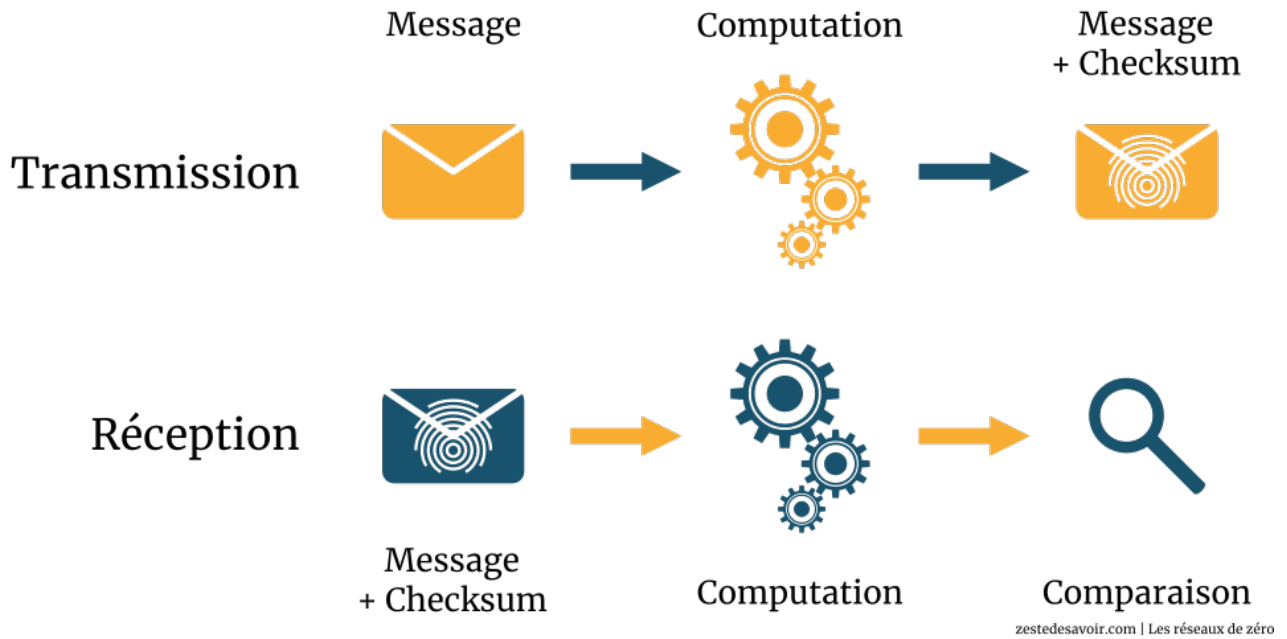 Message
Computation
Message
+ Checksum
Transmission
Réception
Message
+ Checksum
Computation
Comparaison
zestedesavoir.com | Les réseaux de zéro